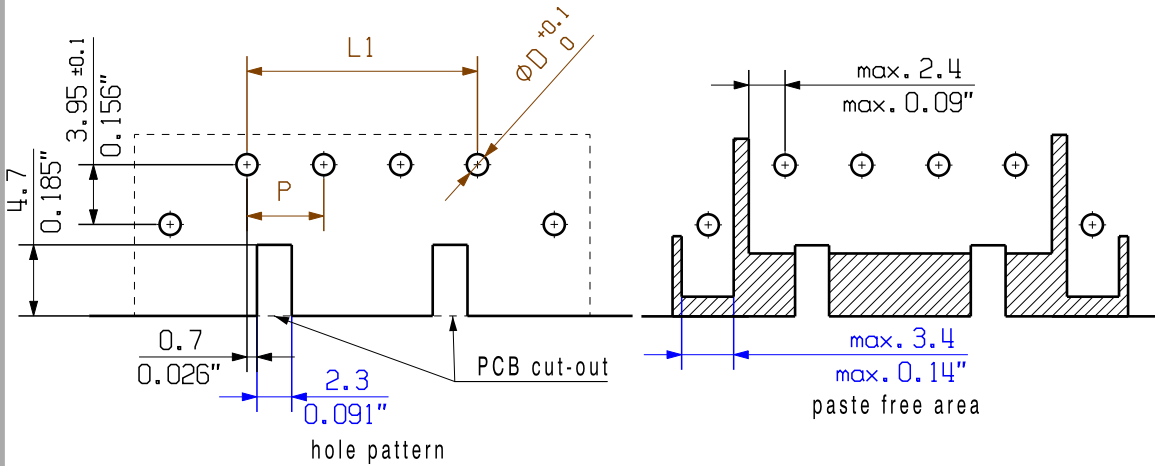 L1
ΦD +0.1
0
3.95 ±0.1
0.156"
P
4.7
0.185"
0.7
0.026"
2.3
0.091"
PCB cut-out
hole pattern
max. 2.4
max. 0.09"
max. 3.4
max. 0.14"
paste free area